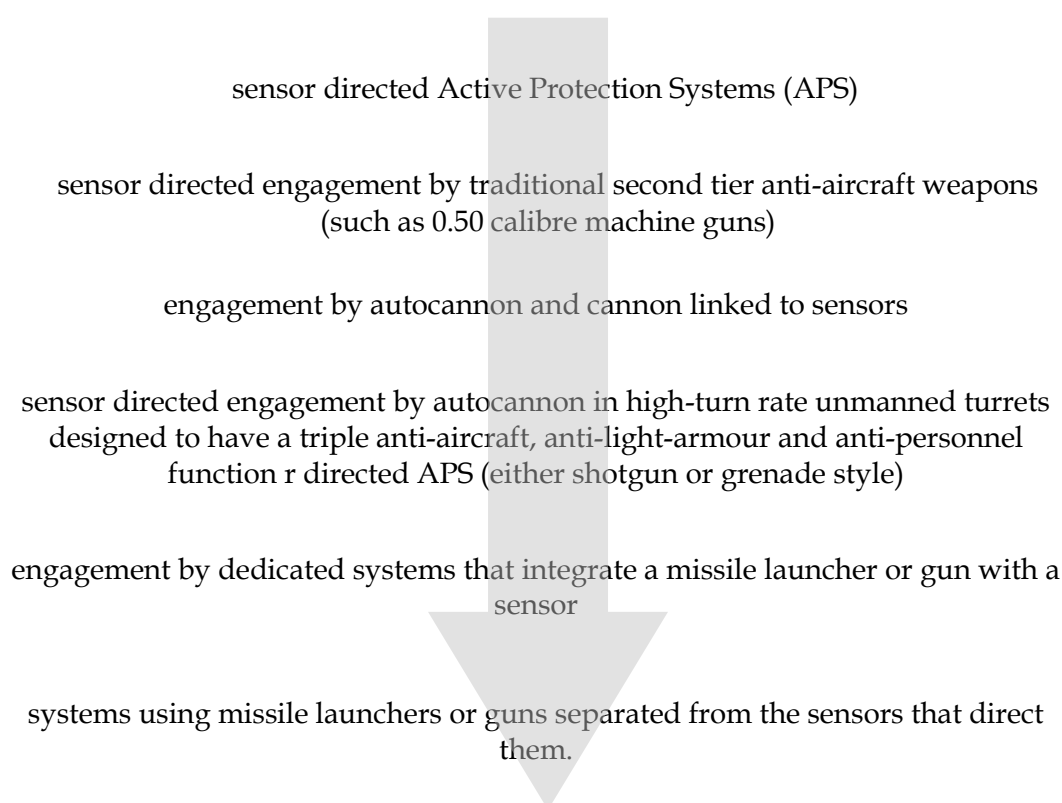 sensor directed Active Protection Systems (APS)
sensor directed engagement by traditional second tier anti-aircraft weapons
(such as 0.50 calibre machine guns)
engagement by autocannon and cannon linked to sensors
sensor directed engagement by autocannon in high-turn rate unmanned turrets
designed to have a triple anti-aircraft, anti-light-armour and anti-personnel
function r directed APS (either shotgun or grenade style)
engagement by dedicated systems that integrate a missile launcher or gun with a
sensor
systems using missile launchers or guns separated from the sensors that direct
them.